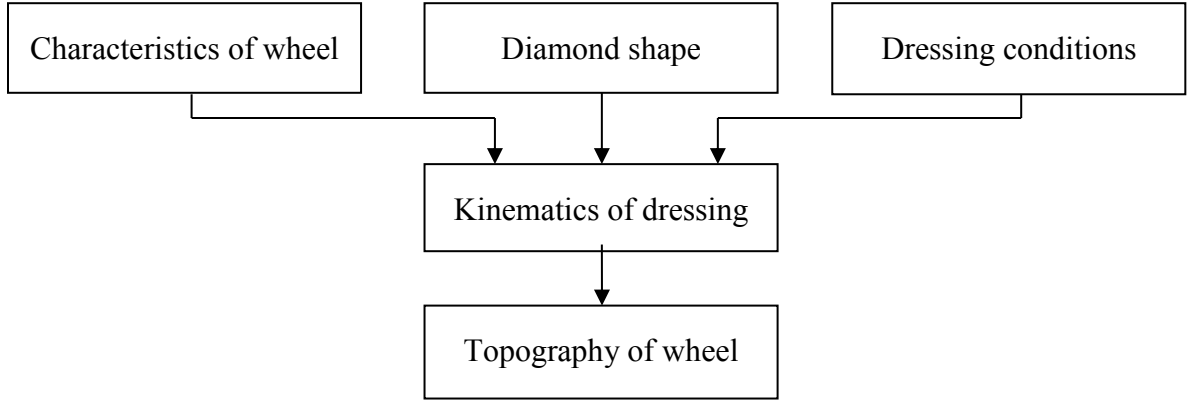 Characteristics of wheel
Diamond shape
Dressing conditions
Kinematics of dressing
Topography of wheel